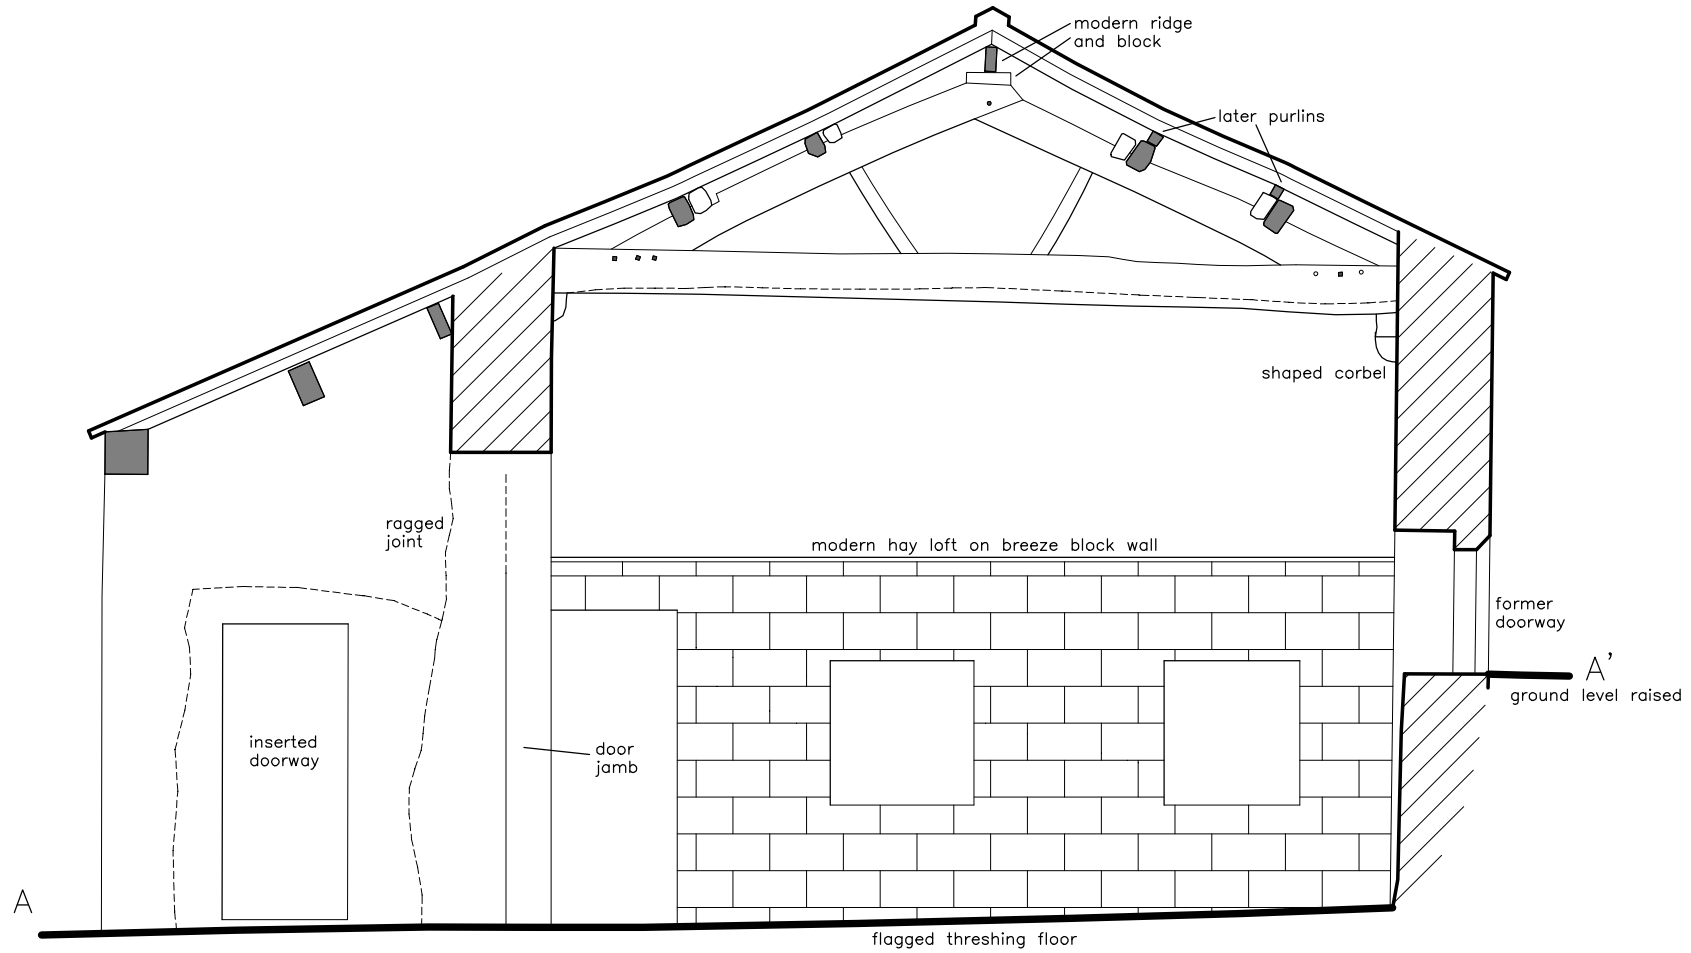 modern ridge
and block
later purlins
shaped corbel
ragged
joint
modern hay loft on breeze block wall
former
doorway
A'
ground level raised
inserted
doorway
door
jamb
A
flagged threshing floor